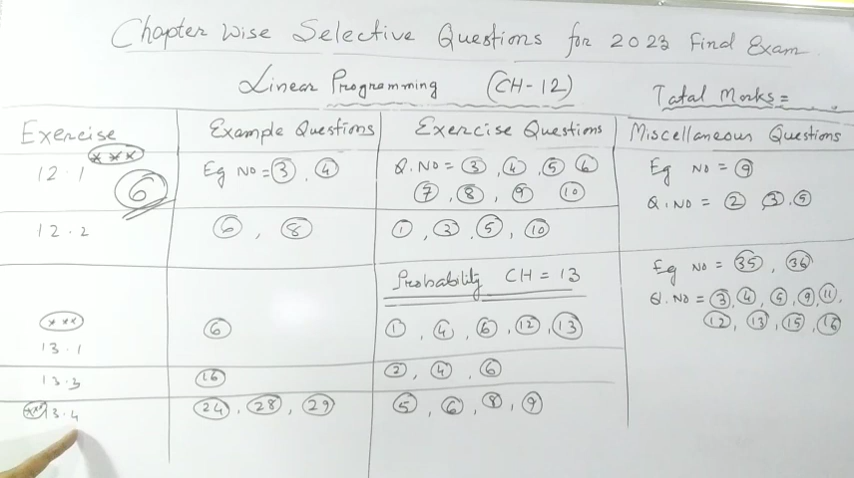 Chapter Wise Selective Questions for 2023 Final Exam
Linear Programming (CH-12)
Total Marks =
Exercise Example Questions Exercise Questions Miscellaneous Questions
12.1 *** 6 Eg No = 3, 4 Q.No = 3, 4, 5 6 Eg No = 9
7, 8, 9 10 Q.No = 2 3, 5
12.2 6, 8 1, 3, 5, 10
Probability CH = 13 Eg No = 35, 36
Q.No = 3, 4, 5, 9, 11,
12, 13, 15, 16
***
13.1 6 1, 4, 6, 12, 13
13.3 16 2, 4, 6
*** 13.4 24, 28, 29 5, 6, 8, 9